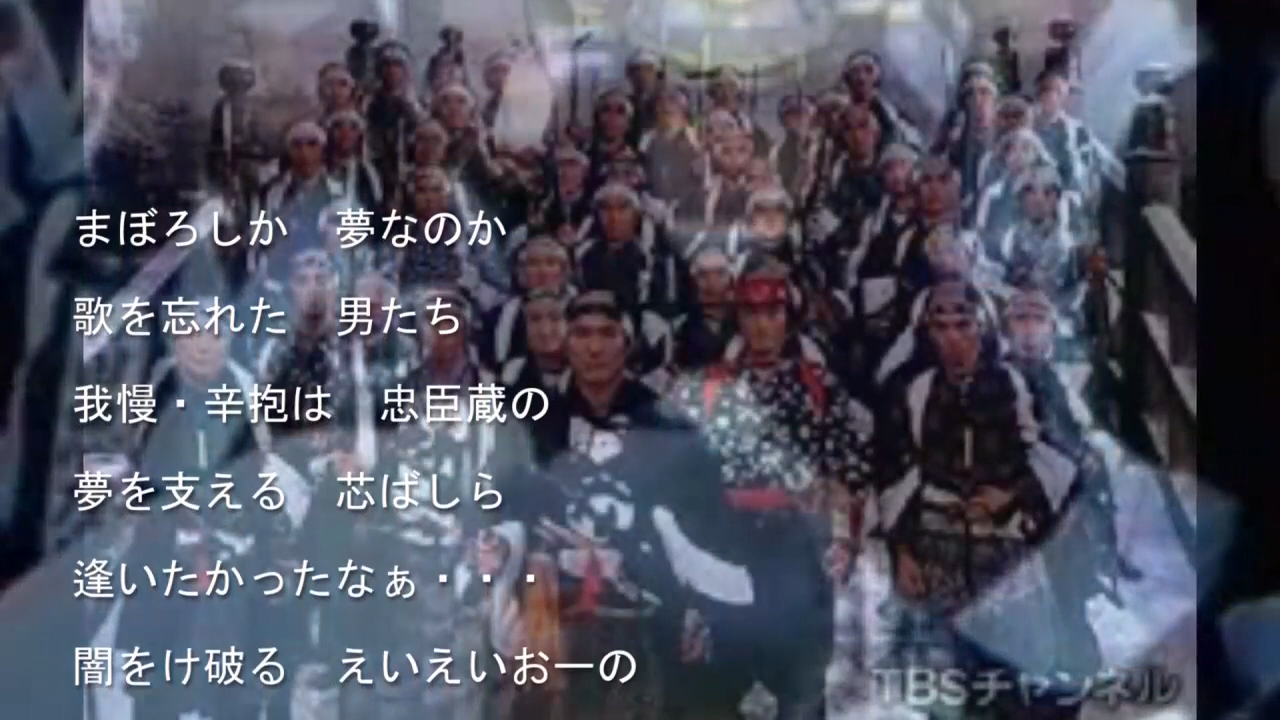 まぼろしか　夢なのか
歌を忘れた　男たち
我慢・辛抱は　忠臣蔵の
夢を支える　芯ばしら
逢いたかったなぁ・・・
闇をけ破る　えいえいおーの
TBSチャンネル